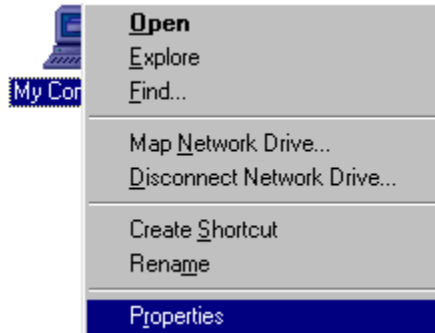 My Con
Open
Explore
Find...
Map Network Drive...
Disconnect Network Drive...
Create Shortcut
Rename
Properties